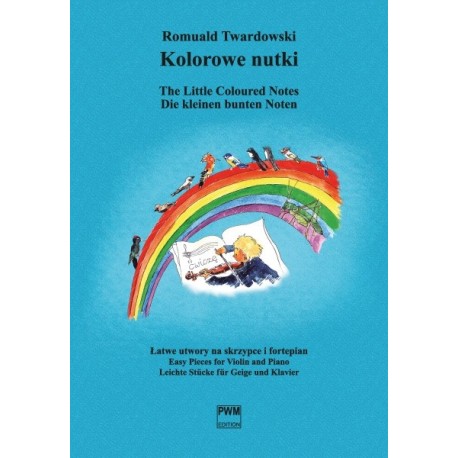 Romuald Twardowski
Kolorowe nutki
The Little Coloured Notes
Die kleinen bunten Noten
Ćwiczę
Łatwe utwory na skrzypce i fortepian
Easy Pieces for Violin and Piano
Leichte Stücke für Geige und Klavier
PWM
EDITION